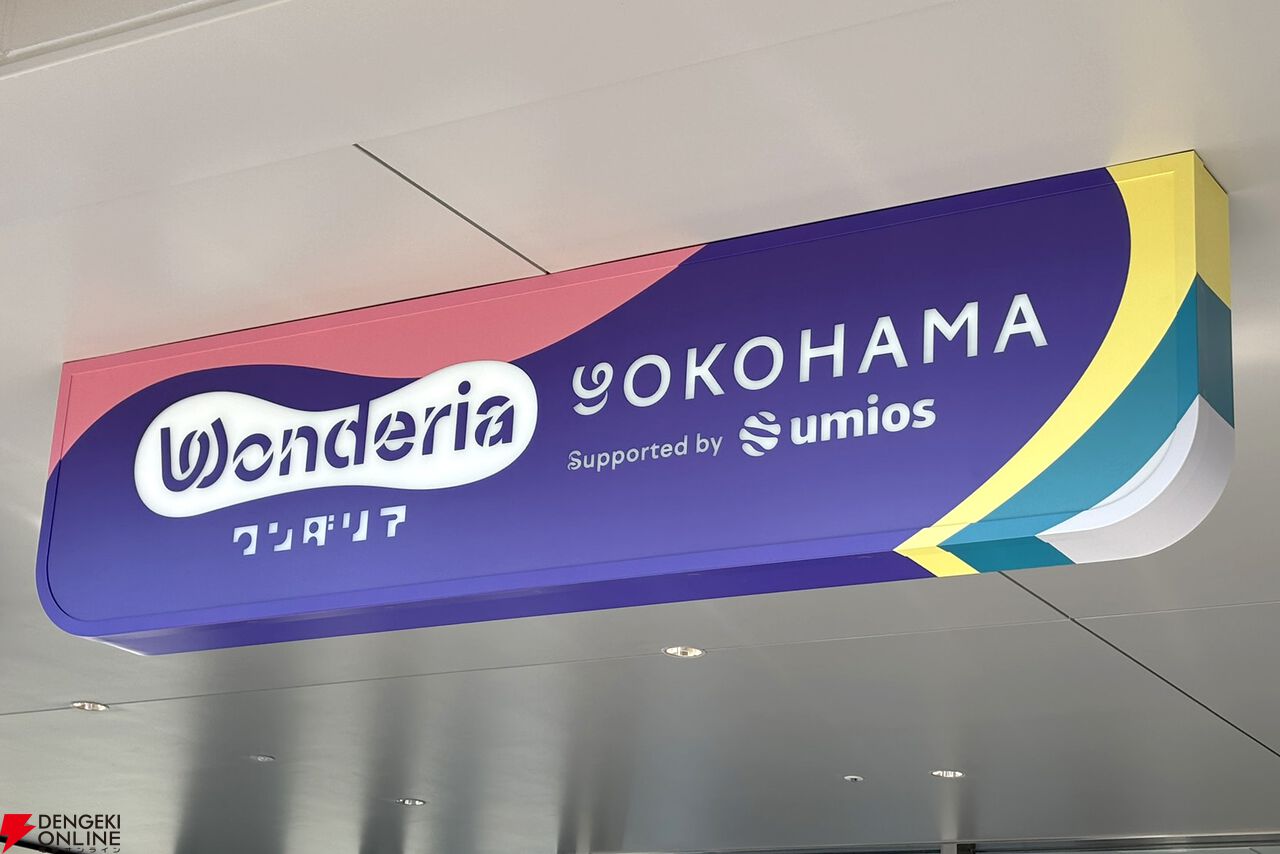 Wonderia
ワンダリア
YOKOHAMA
Supported by umios
DENGEKI
ONLINE